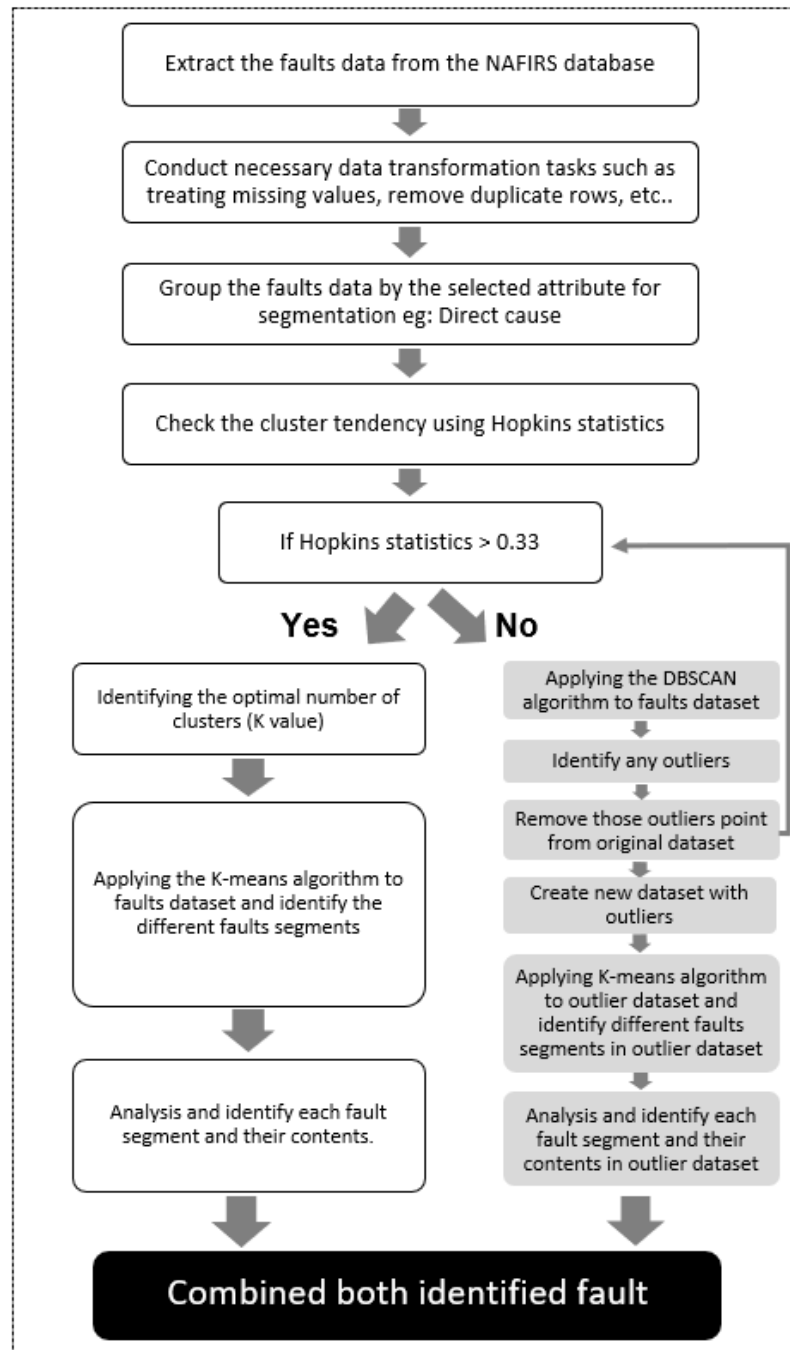 Extract the faults data from the NAFIRS database
Conduct necessary data transformation tasks such as
treating missing values, remove duplicate rows, etc..
Group the faults data by the selected attribute for
segmentation eg: Direct cause
Check the cluster tendency using Hopkins statistics
If Hopkins statistics > 0.33
Yes
No
Identifying the optimal number of
clusters (K value)
Applying the K-means algorithm to
faults dataset and identify the
different faults segments
Analysis and identify each fault
segment and their contents.
Applying the DBSCAN
algorithm to faults dataset
Identify any outliers
Remove those outliers point
from original dataset
Create new dataset with
outliers
Applying K-means algorithm
to outlier dataset and
identify different faults
segments in outlier dataset
Analysis and identify each
fault segment and their
contents in outlier dataset
Combined both identified fault